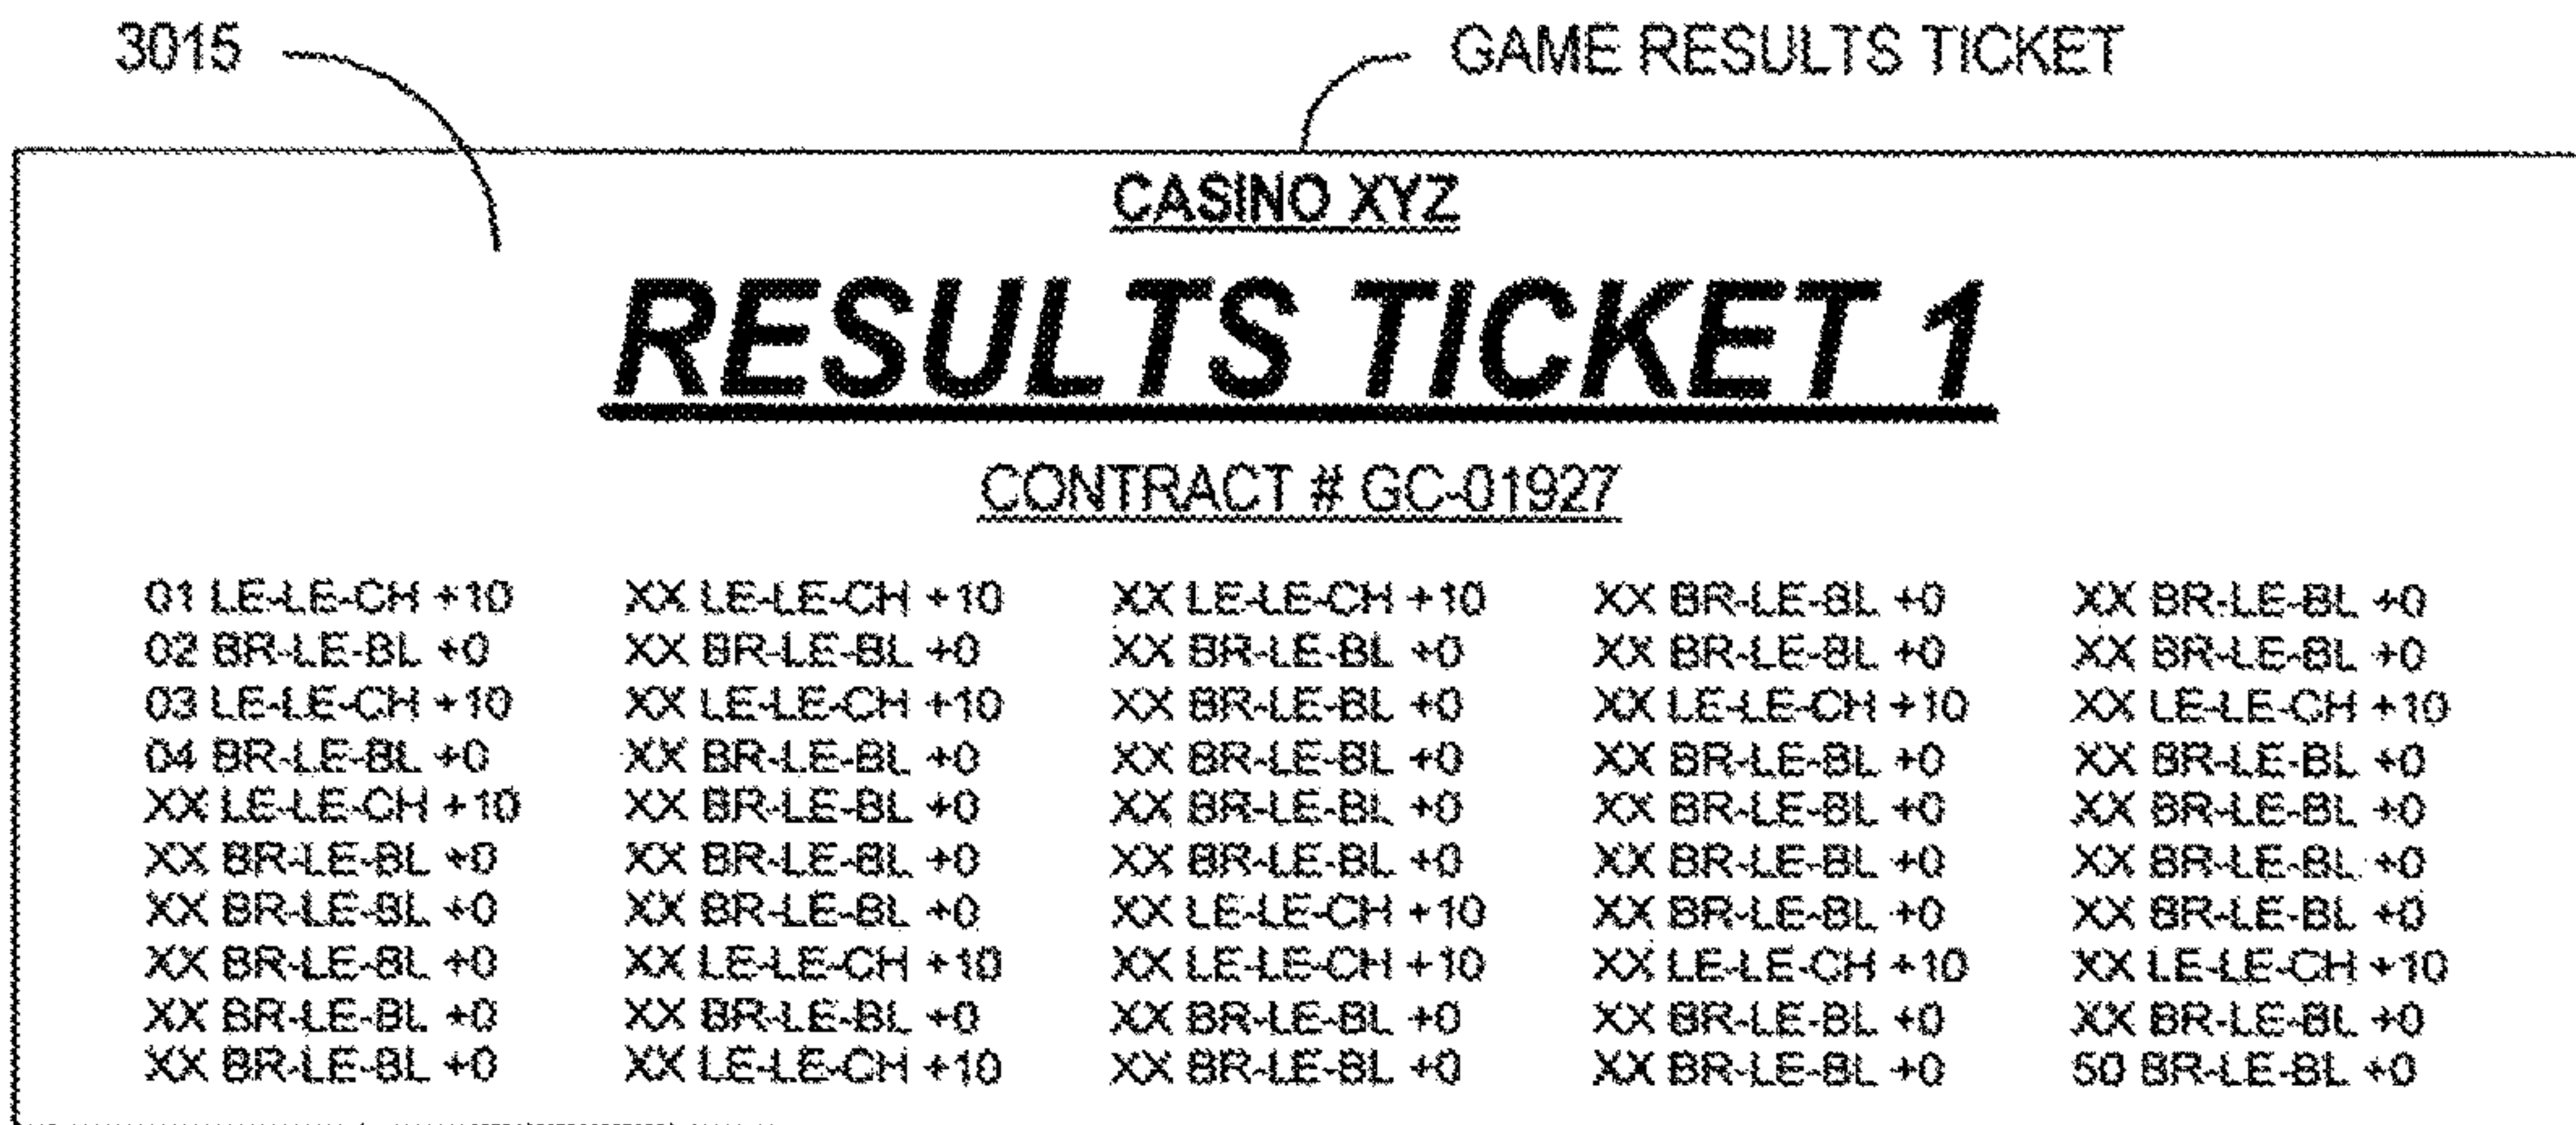 3015 GAME RESULTS TICKET
CASINO XYZ
RESULTS TICKET 1
CONTRACT # GC-01927
01 LE-LE-CH +10 XX LE-LE-CH +10 XX LE-LE-CH +10 XX BR-LE-BL +0 XX BR-LE-BL +0
02 BR-LE-BL +0 XX BR-LE-BL +0 XX BR-LE-BL +0 XX BR-LE-BL +0 XX BR-LE-BL +0
03 LE-LE-CH +10 XX LE-LE-CH +10 XX BR-LE-BL +0 XX LE-LE-CH +10 XX LE-LE-CH +10
04 BR-LE-BL +0 XX BR-LE-BL +0 XX BR-LE-BL +0 XX BR-LE-BL +0 XX BR-LE-BL +0
XX LE-LE-CH +10 XX BR-LE-BL +0 XX BR-LE-BL +0 XX BR-LE-BL +0 XX BR-LE-BL +0
XX BR-LE-BL +0 XX BR-LE-BL +0 XX BR-LE-BL +0 XX BR-LE-BL +0 XX BR-LE-BL +0
XX BR-LE-BL +0 XX BR-LE-BL +0 XX LE-LE-CH +10 XX BR-LE-BL +0 XX BR-LE-BL +0
XX BR-LE-BL +0 XX LE-LE-CH +10 XX LE-LE-CH +10 XX LE-LE-CH +10 XX LE-LE-CH +10
XX BR-LE-BL +0 XX BR-LE-BL +0 XX BR-LE-BL +0 XX BR-LE-BL +0 XX BR-LE-BL +0
XX BR-LE-BL +0 XX LE-LE-CH +10 XX BR-LE-BL +0 XX BR-LE-BL +0 50 BR-LE-BL +0